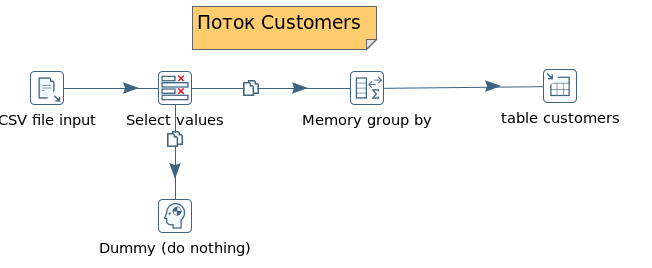 Поток Customers
CSV file input
Select values
Memory group by
table customers
Dummy (do nothing)